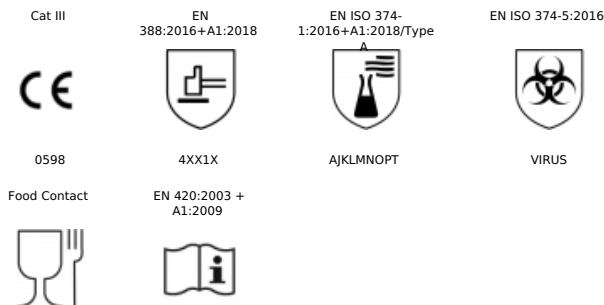 Cat III
EN
388:2016+A1:2018
EN ISO 374-
1:2016+A1:2018/Type
A
EN ISO 374-5:2016
CE
0598
4XX1X
AJKLMNOPT
VIRUS
Food Contact
EN 420:2003 +
A1:2009
i